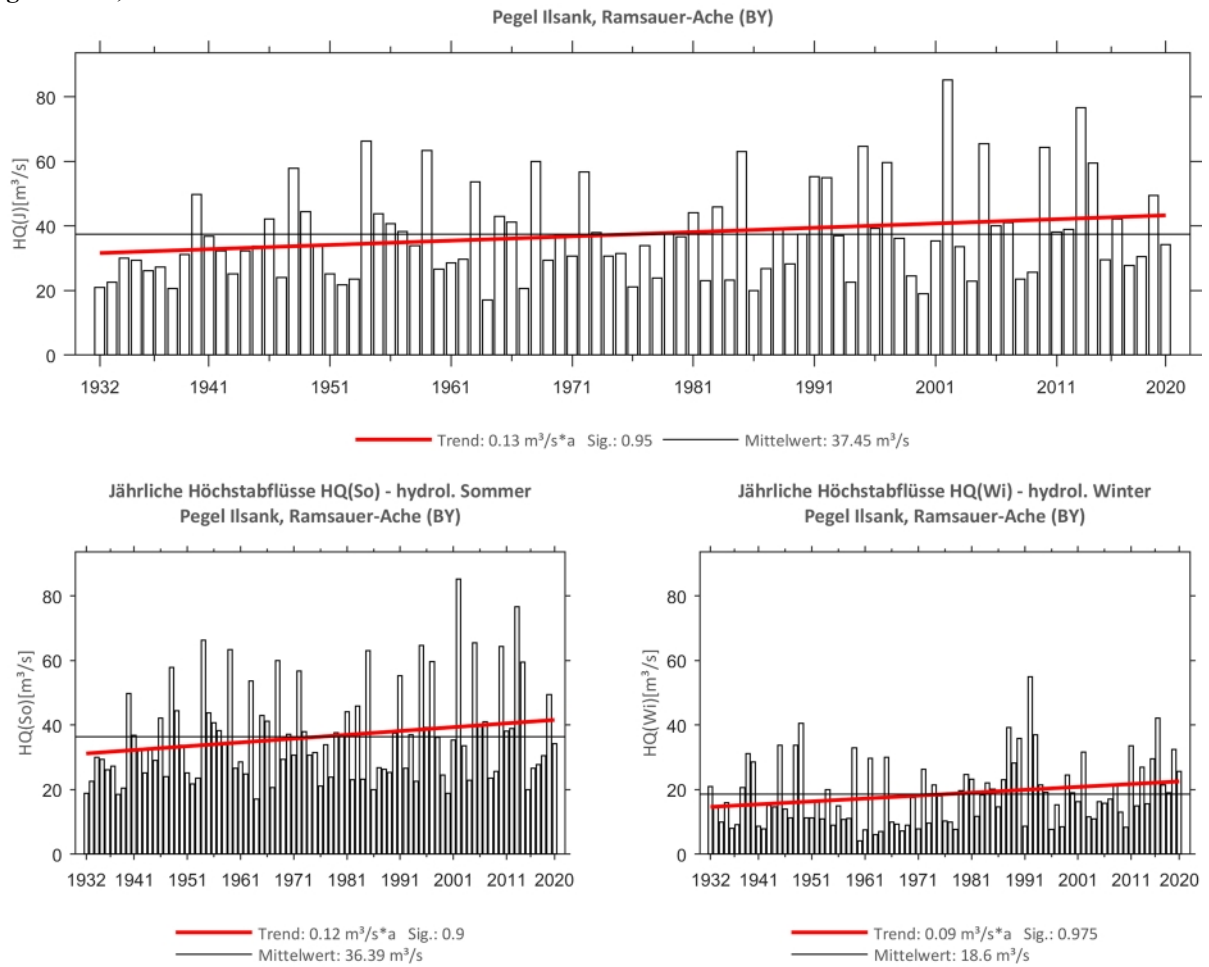 Pegel Ilsank, Ramsauer-Ache (BY)
HQ(J)[m³/s]
80
60
40
20
0
1932 1941 1951 1961 1971 1981 1991 2001 2011 2020
Trend: 0.13 m³/s*a Sig.: 0.95 Mittelwert: 37.45 m³/s
Jährliche Höchstabflüsse HQ(So) - hydrol. Sommer
Pegel Ilsank, Ramsauer-Ache (BY)
HQ(So)[m³/s]
80
60
40
20
0
1932 1941 1951 1961 1971 1981 1991 2001 2011 2020
Trend: 0.12 m³/s*a Sig.: 0.9
Mittelwert: 36.39 m³/s
Jährliche Höchstabflüsse HQ(Wi) - hydrol. Winter
Pegel Ilsank, Ramsauer-Ache (BY)
HQ(Wi)[m³/s]
80
60
40
20
0
1932 1941 1951 1961 1971 1981 1991 2001 2011 2020
Trend: 0.09 m³/s*a Sig.: 0.975
Mittelwert: 18.6 m³/s